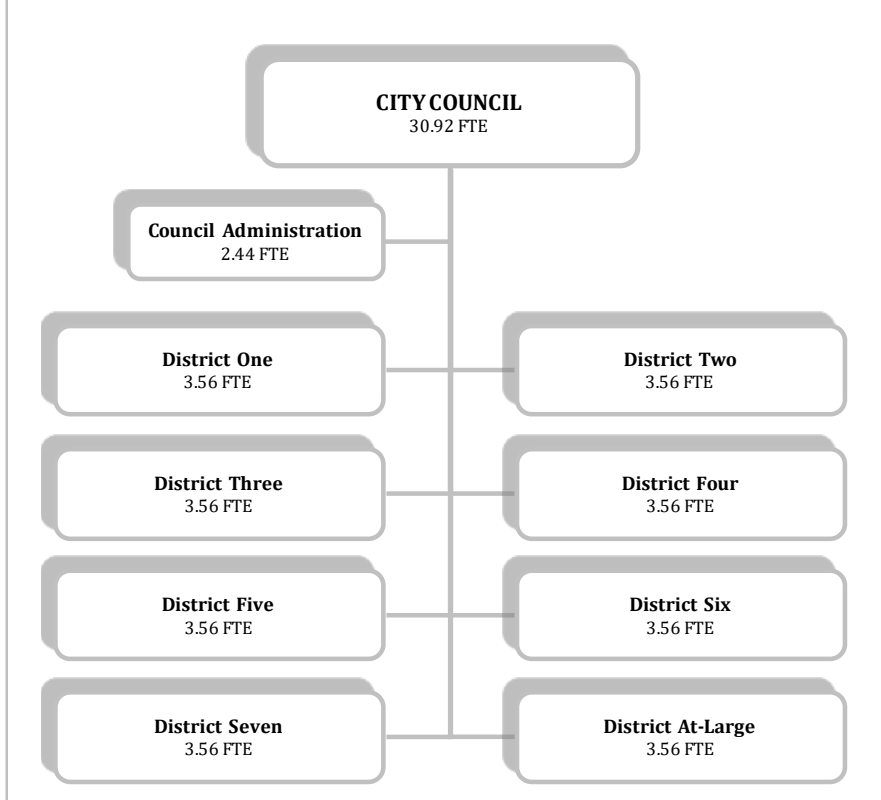 CITY COUNCIL
30.92 FTE
Council Administration
2.44 FTE
District One
3.56 FTE
District Two
3.56 FTE
District Three
3.56 FTE
District Four
3.56 FTE
District Five
3.56 FTE
District Six
3.56 FTE
District Seven
3.56 FTE
District At-Large
3.56 FTE